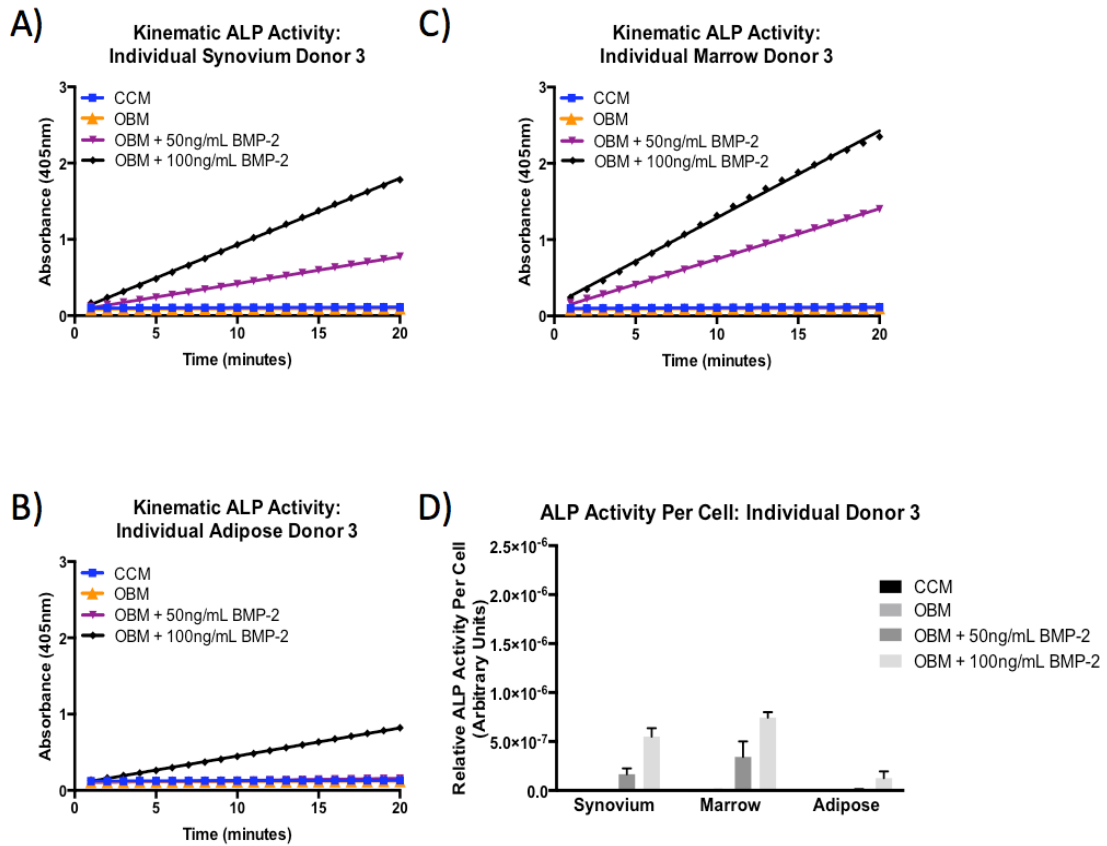 A)
Kinematic ALP Activity:
Individual Synovium Donor 3
3
2
1
0
Absorbance (405nm)
CCM
OBM
OBM + 50ng/mL BMP-2
OBM + 100ng/mL BMP-2
0 5 10 15 20
Time (minutes)
C)
Kinematic ALP Activity:
Individual Marrow Donor 3
3
2
1
0
Absorbance (405nm)
CCM
OBM
OBM + 50ng/mL BMP-2
OBM + 100ng/mL BMP-2
0 5 10 15 20
Time (minutes)
B)
Kinematic ALP Activity:
Individual Adipose Donor 3
3
2
1
0
Absorbance (405nm)
CCM
OBM
OBM + 50ng/mL BMP-2
OBM + 100ng/mL BMP-2
0 5 10 15 20
Time (minutes)
D)
ALP Activity Per Cell: Individual Donor 3
Relative ALP Activity Per Cell
(Arbitrary Units)
2.5×10⁻⁶
2.0×10⁻⁶
1.5×10⁻⁶
1.0×10⁻⁶
5.0×10⁻⁷
0.0
Synovium Marrow Adipose
CCM
OBM
OBM + 50ng/mL BMP-2
OBM + 100ng/mL BMP-2